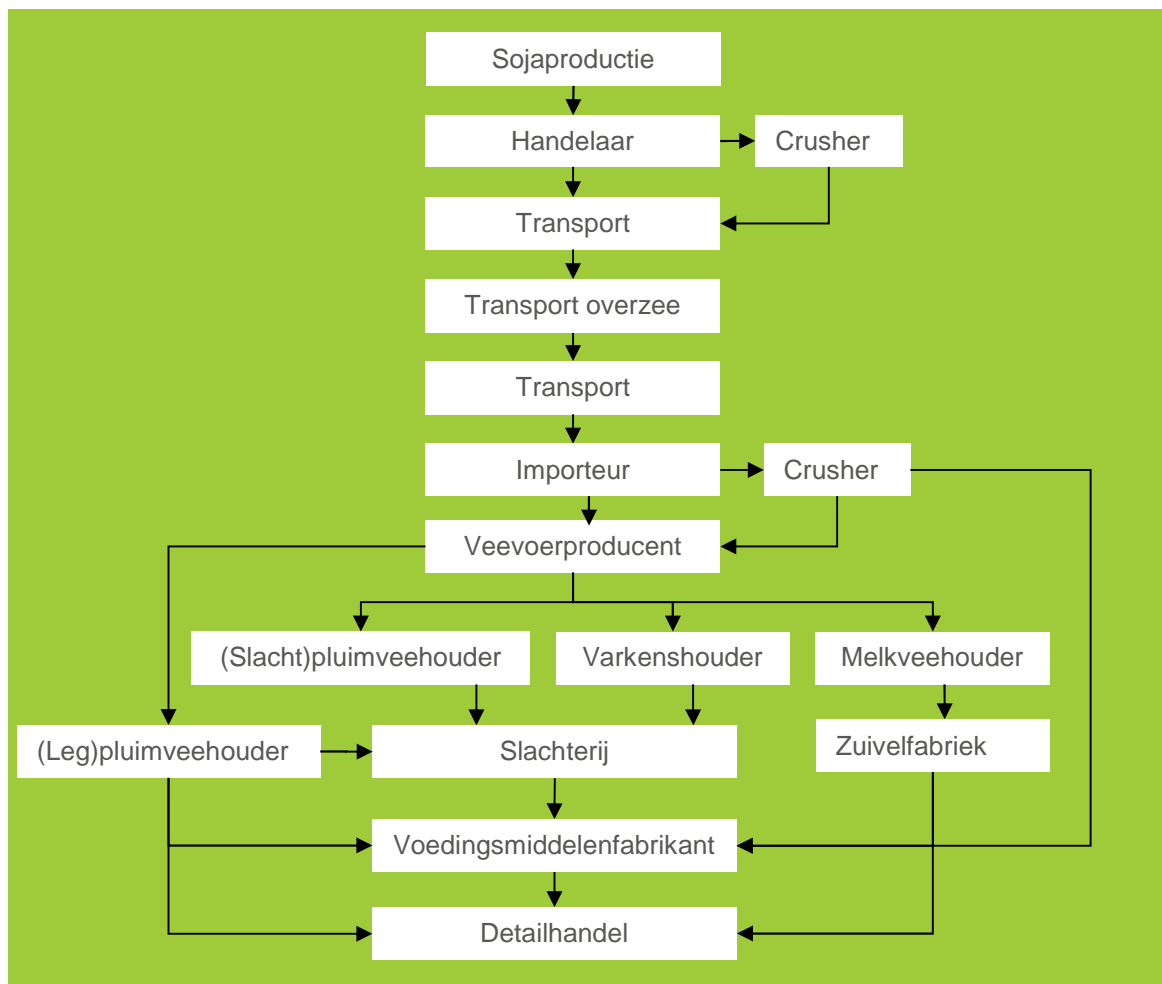 Sojaproductie
Handelaar
Crusher
Transport
Transport overzee
Transport
Importeur
Crusher
Veevoerproducent
(Slacht)pluimveehouder
Varkenshouder
Melkveehouder
(Leg)pluimveehouder
Slachterij
Zuivelfabriek
Voedingsmiddelenfabrikant
Detailhandel